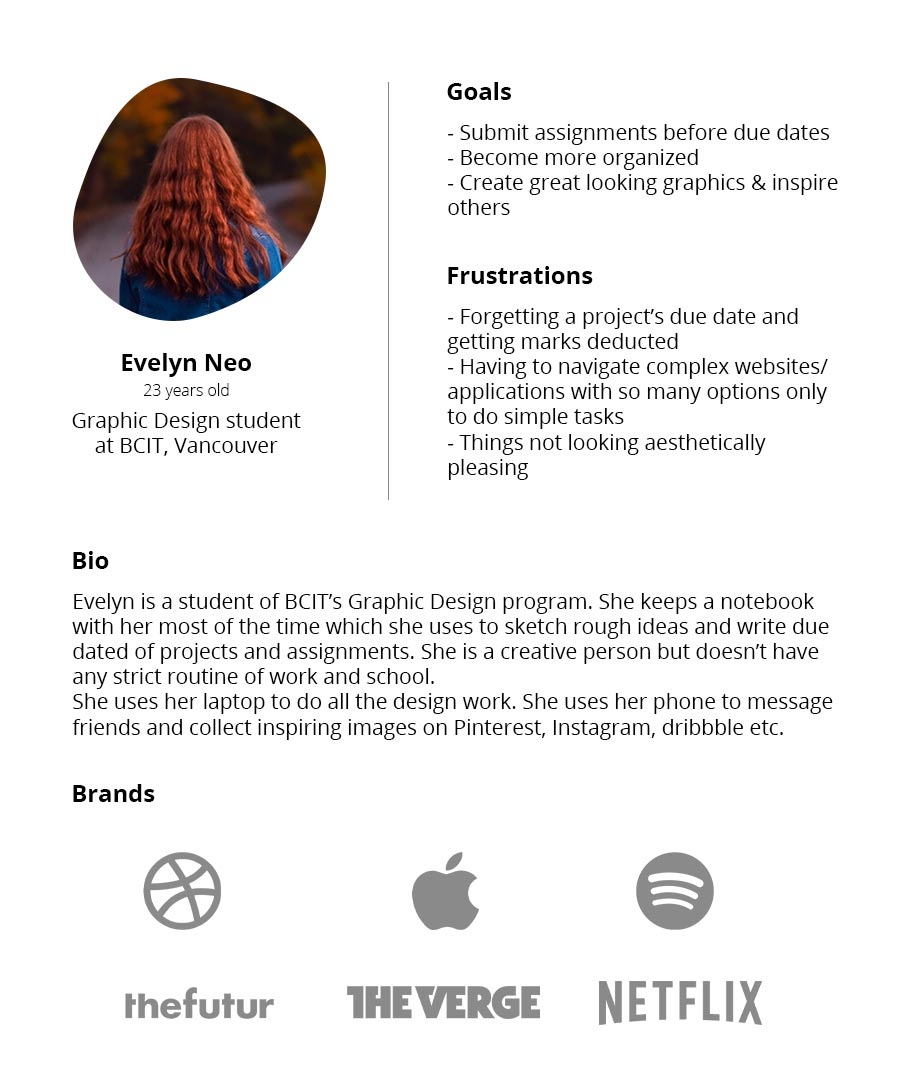 Evelyn Neo
23 years old
Graphic Design student
at BCIT, Vancouver
Goals
- Submit assignments before due dates
- Become more organized
- Create great looking graphics & inspire
others
Frustrations
- Forgetting a project’s due date and
getting marks deducted
- Having to navigate complex websites/
applications with so many options only
to do simple tasks
- Things not looking aesthetically
pleasing
Bio
Evelyn is a student of BCIT’s Graphic Design program. She keeps a notebook
with her most of the time which she uses to sketch rough ideas and write due
dated of projects and assignments. She is a creative person but doesn’t have
any strict routine of work and school.
She uses her laptop to do all the design work. She uses her phone to message
friends and collect inspiring images on Pinterest, Instagram, dribbble etc.
Brands
thefutur
THE VERGE
NETFLIX